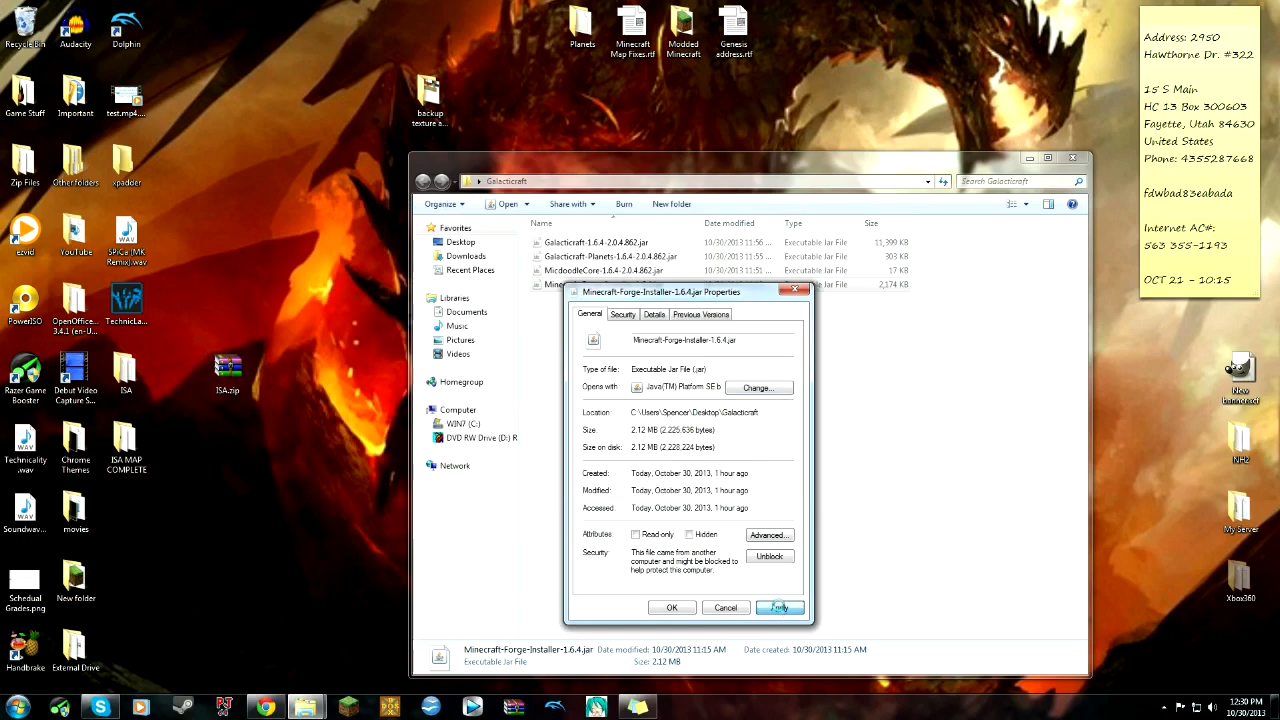 Recycle Bin
Audacity
Dolphin
Planets
Minecraft
Map Fixes.rtf
Modded
Minecraft
Genesis
address.rtf
Game Stuff
Important
test.mp4...
backup
texture a...
Zip Files
Other folders
xpadder
ezvid
YouTube
SPICa (MK
Remix).wav
PowerISO
OpenOffice...
3.4.1 (en-U...
TechnicLa...
Razer Game
Booster
Debut Video
Capture S...
ISA
ISA.zip
Technicality
.wav
Chrome
Themes
ISA MAP
COMPLETE
Soundwav...
movies
Schedual
Grades.png
New folder
Handbrake
External Drive
Address: 2950
Hawthorne Dr. #322
15 S Main
HC 13 Box 300603
Fayette, Utah 84630
United States
Phone: 4355287668
fdwbad83eabada
Internet AC#:
563 355-1193
OCT 21 - 10:15
New
banner.xcf
NH2
My Server
Xbox360
Galacticraft
Search Galacticraft
Organize
Open
Share with
Burn
New folder
Favorites
Desktop
Downloads
Recent Places
Libraries
Documents
Music
Pictures
Videos
Homegroup
Computer
WIN7 (C:)
DVD RW Drive (D:) R
Network
Name Date modified Type Size
Galacticraft-1.6.4-2.0.4.862.jar 10/30/2013 11:56 ... Executable Jar File 11,399 KB
Galacticraft-Planets-1.6.4-2.0.4.862.jar 10/30/2013 11:56 ... Executable Jar File 303 KB
MicdoodleCore-1.6.4-2.0.4.862.jar 10/30/2013 11:51 ... Executable Jar File 17 KB
2,174 KB
Minecraft-Forge-Installer-1.6.4.jar Properties
General Security Details Previous Versions
Minecraft-Forge-Installer-1.6.4.jar
Type of file: Executable Jar File (.jar)
Opens with: Java(TM) Platform SE b Change...
Location: C:\Users\Spencer\Desktop\Galacticraft
Size: 2.12 MB (2,225,636 bytes)
Size on disk: 2.12 MB (2,228,224 bytes)
Created: Today, October 30, 2013, 1 hour ago
Modified: Today, October 30, 2013, 1 hour ago
Accessed: Today, October 30, 2013, 1 hour ago
Attributes: Read-only Hidden Advanced...
Security: This file came from another
computer and might be blocked to
help protect this computer.
Unblock
OK Cancel
Minecraft-Forge-Installer-1.6.4.jar Date modified: 10/30/2013 11:15 AM Date created: 10/30/2013 11:15 AM
Executable Jar File Size: 2.12 MB
12:30 PM
10/30/2013